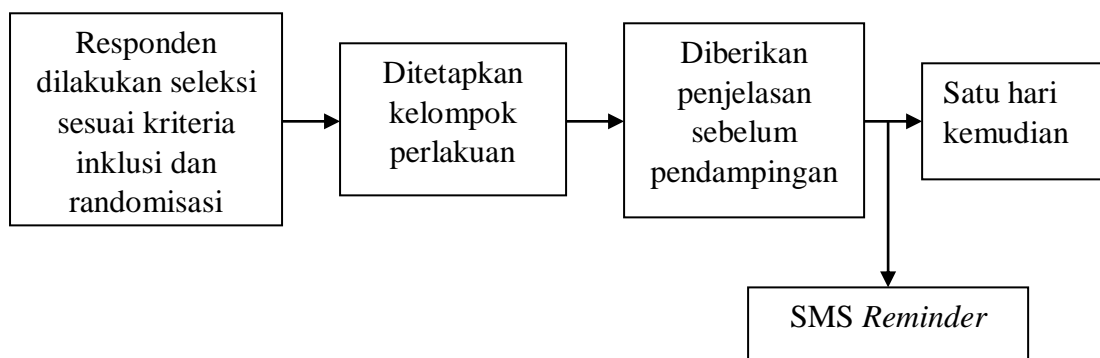 Responden
dilakukan seleksi
sesuai kriteria
inklusi dan
randomisasi
Ditetapkan
kelompok
perlakuan
Diberikan
penjelasan
sebelum
pendampingan
Satu hari
kemudian
SMS Reminder